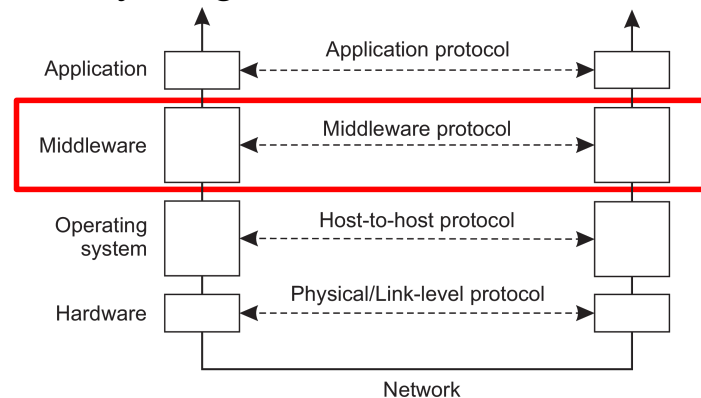 Application
Application protocol
Middleware
Middleware protocol
Operating
system
Host-to-host protocol
Hardware
Physical/Link-level protocol
Network